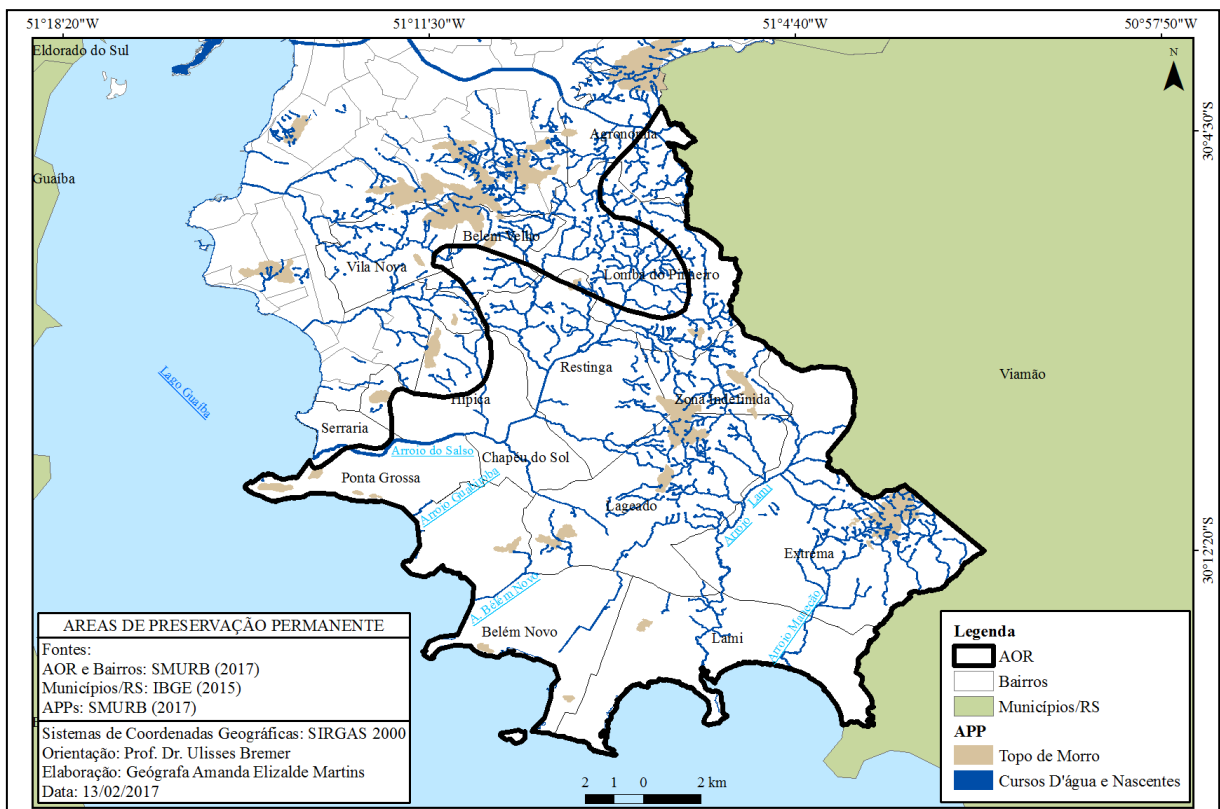 51°18'20"W
51°11'30"W
51°4'40"W
50°57'50"W
Eldorado do Sul
N
Agronomia
30°4'30"S
Guaíba
Belém Velho
Vila Nova
Lomba do Pinheiro
Restinga
Viamão
Lago Guaíba
Hípica
Zona Indefinida
Serraria
Arroio do Salso
Chapéu do Sol
Ponta Grossa
Arroio Guabiroba
Lageado
Arroio Lami
Extrema
30°12'20"S
A. Belém Novo
Arroio Manecão
Belém Novo
Lami
AREAS DE PRESERVAÇÃO PERMANENTE
Fontes:
AOR e Bairros: SMURB (2017)
Municípios/RS: IBGE (2015)
APPs: SMURB (2017)
Sistemas de Coordenadas Geográficas: SIRGAS 2000
Orientação: Prof. Dr. Ulisses Bremer
Elaboração: Geógrafa Amanda Elizalde Martins
Data: 13/02/2017
2 1 0 2 km
Legenda
AOR
Bairros
Municípios/RS
APP
Topo de Morro
Cursos D'água e Nascentes